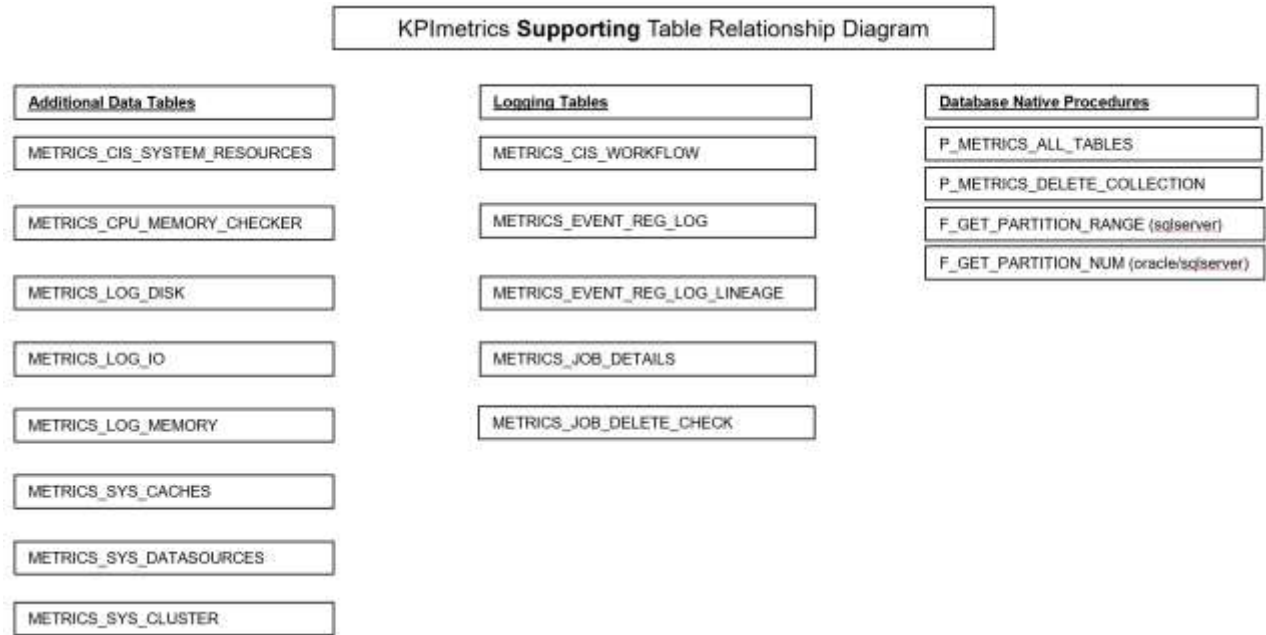 KPImetrics Supporting Table Relationship Diagram
Additional Data Tables
METRICS_CIS_SYSTEM_RESOURCES
METRICS_CPU_MEMORY_CHECKER
METRICS_LOG_DISK
METRICS_LOG_IO
METRICS_LOG_MEMORY
METRICS_SYS_CACHES
METRICS_SYS_DATASOURCES
METRICS_SYS_CLUSTER
Logging Tables
METRICS_CIS_WORKFLOW
METRICS_EVENT_REG_LOG
METRICS_EVENT_REG_LOG_LINEAGE
METRICS_JOB_DETAILS
METRICS_JOB_DELETE_CHECK
Database Native Procedures
P_METRICS_ALL_TABLES
P_METRICS_DELETE_COLLECTION
F_GET_PARTITION_RANGE (sqlserver)
F_GET_PARTITION_NUM (oracle/sqlserver)